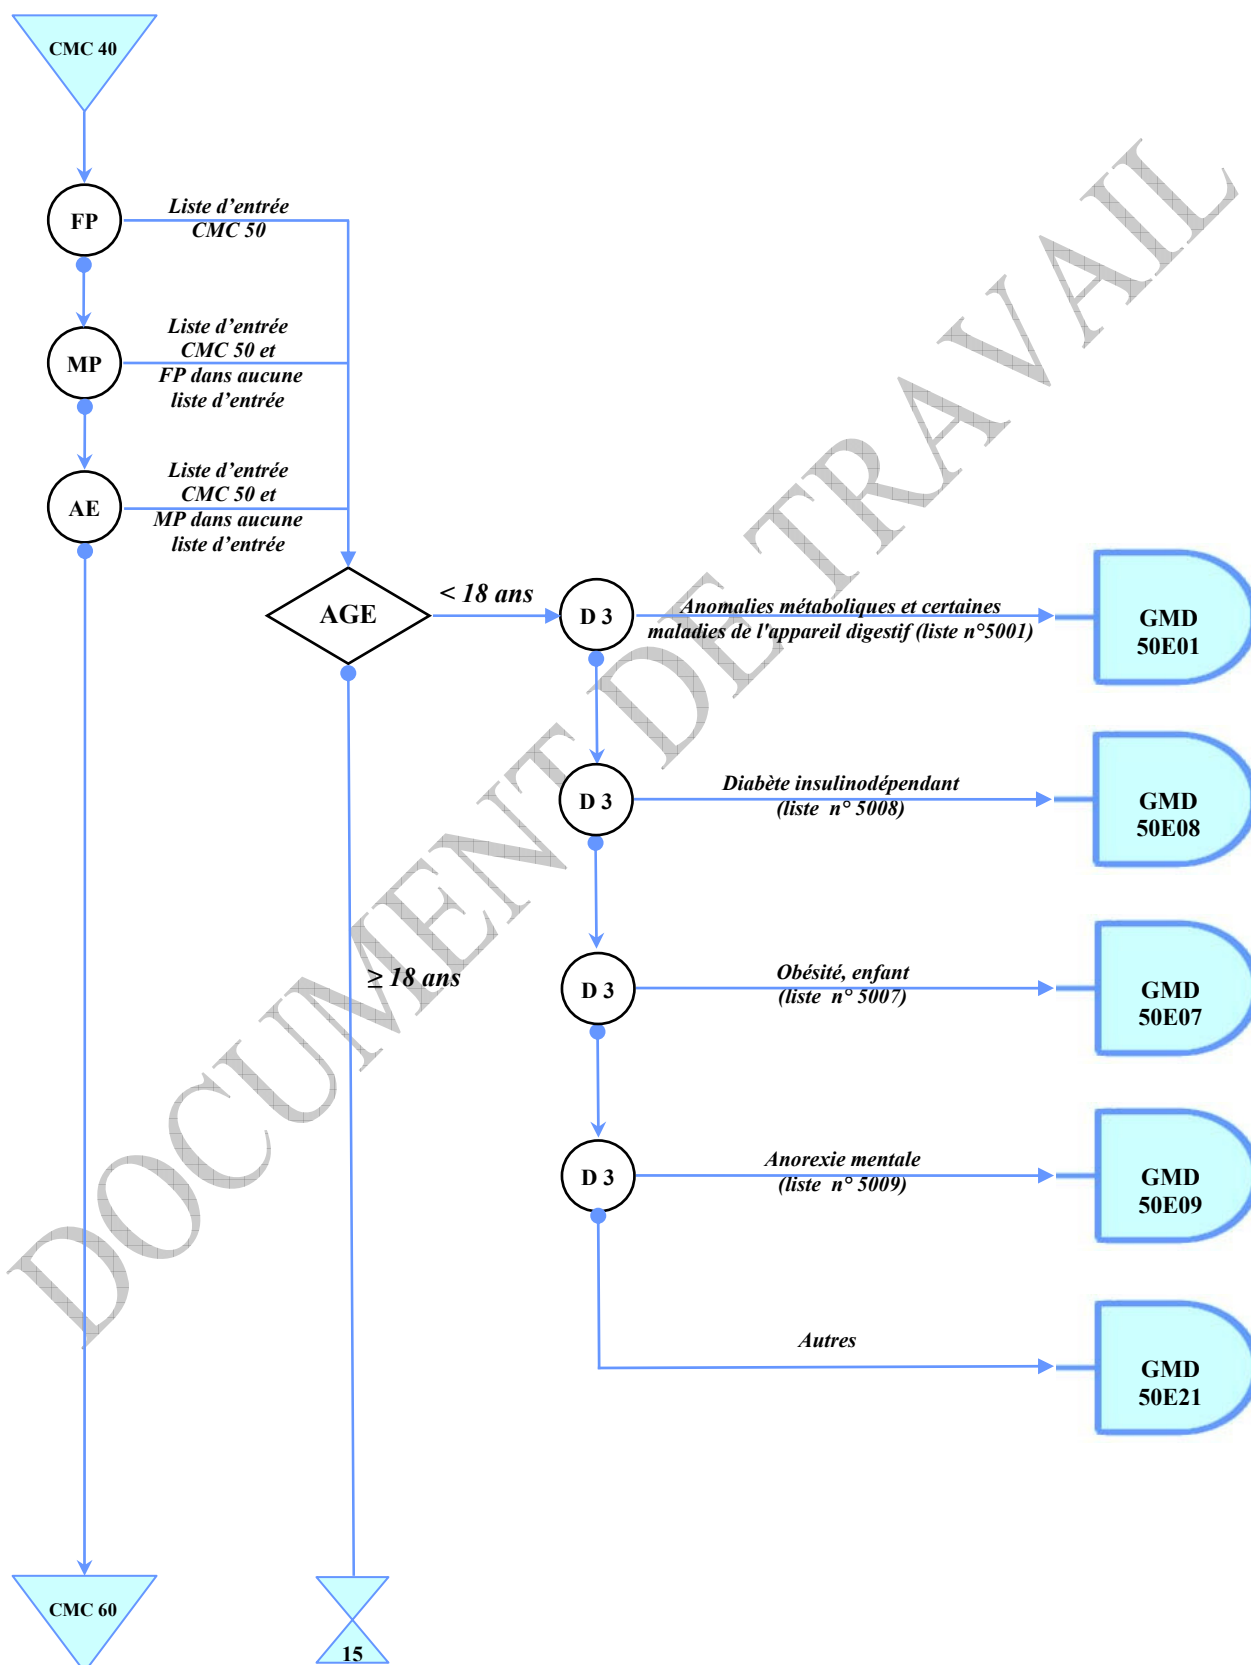 CMC 40
FP
Liste d'entrée
CMC 50
MP
Liste d'entrée
CMC 50 et
FP dans aucune
liste d'entrée
AE
Liste d'entrée
CMC 50 et
MP dans aucune
liste d'entrée
AGE
< 18 ans
D 3
Anomalies métaboliques et certaines
maladies de l'appareil digestif (liste n°5001)
GMD
50E01
D 3
Diabète insulinodépendant
(liste n° 5008)
GMD
50E08
≥ 18 ans
D 3
Obésité, enfant
(liste n° 5007)
GMD
50E07
D 3
Anorexie mentale
(liste n° 5009)
GMD
50E09
Autres
GMD
50E21
CMC 60
15
DOCUMENT DE TRAVAIL